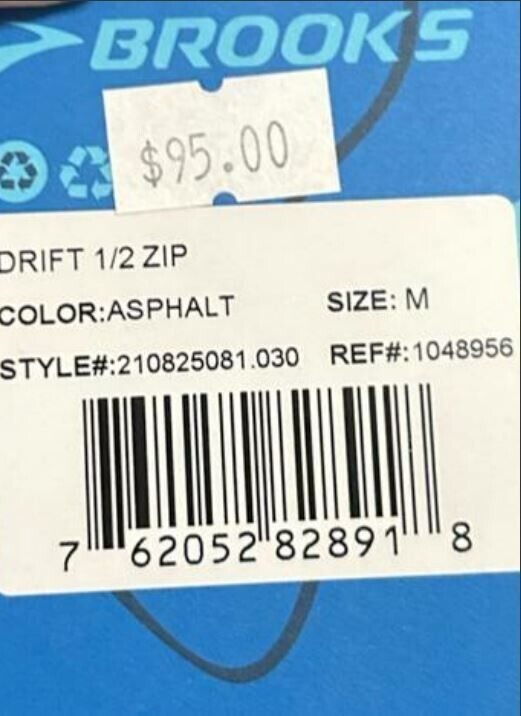 BROOKS
$95.00
DRIFT 1/2 ZIP
COLOR:ASPHALT SIZE: M
STYLE#:210825081.030 REF#:1048956
7 62052 82891 8